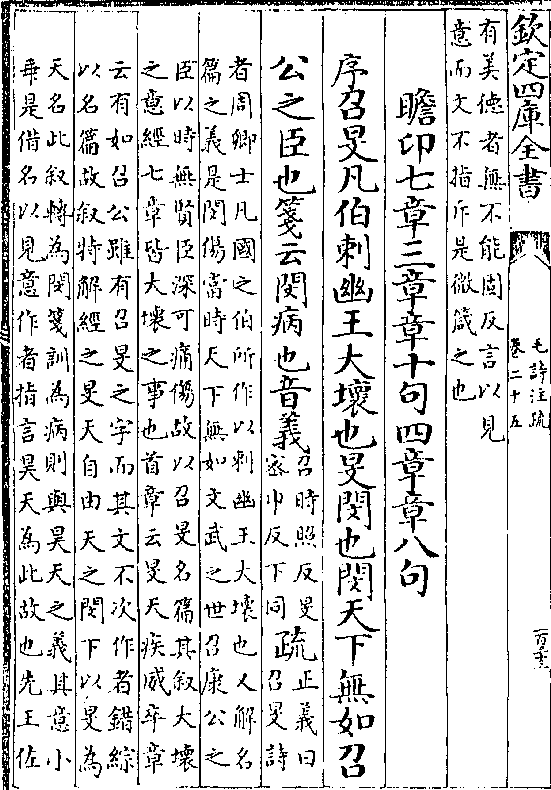 欽定四庫全書
毛詩注疏
卷二十五
有美德者無不能固反言以見
意而文不指斥是微箴之也
瞻卬七章三章章十句四章章八句
序召旻凡伯刺幽王大壞也旻閔也閔天下無如召
公之臣也箋云閔病也音義
召時照反旻
密巾反下同
疏
正義曰
召旻詩
者周卿士凡國之伯所作以刺幽王大壞也人解名
篇之義是閔傷當時天下無如文武之世召康公之
臣以時無賢臣深可痛傷故以召旻名篇其叙大壞
之意經七章皆大壞之事也首章云旻天疾威卒章
云有如召公雖有召旻之字而其文不次作者錯綜
以名篇故叙特解經之旻天自由天之閔下以旻為
天名此叙轉為閔箋訓為病則與昊天之義其意小
乖是借名以見意作者指言昊天為此故也先王佐